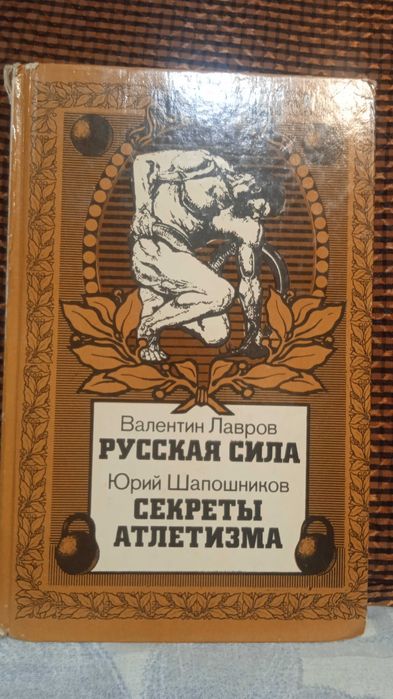 Валентин Лавров
РУССКАЯ СИЛА
Юрий Шапошников
СЕКРЕТЫ
АТЛЕТИЗМА